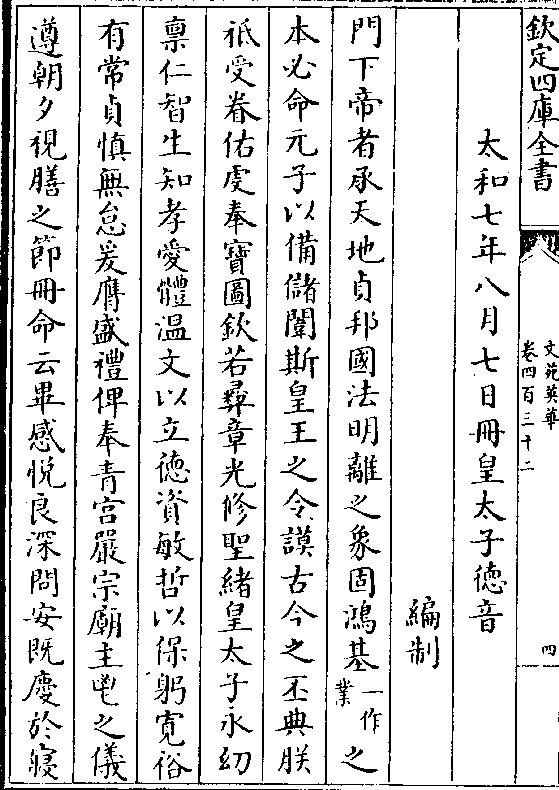 欽定四庫全書
文苑英華
卷四百三十二
四
太和七年八月七日冊皇太子德音
編制
門下帝者承天地貞邦國法明離之象固鴻基一作業之
本必命元子以備儲闈斯皇王之令謨古今之丕典朕
祗受眷佑虔奉寶圖欽若彛章光修聖緒皇太子永幼
禀仁智生知孝愛體温文以立德資敏哲以保躬寛裕
有常貞慎無怠爰膺盛禮俾奉青宫嚴宗廟主鬯之儀
遵朝夕視膳之節冊命云畢感悦良深問安既慶於寢